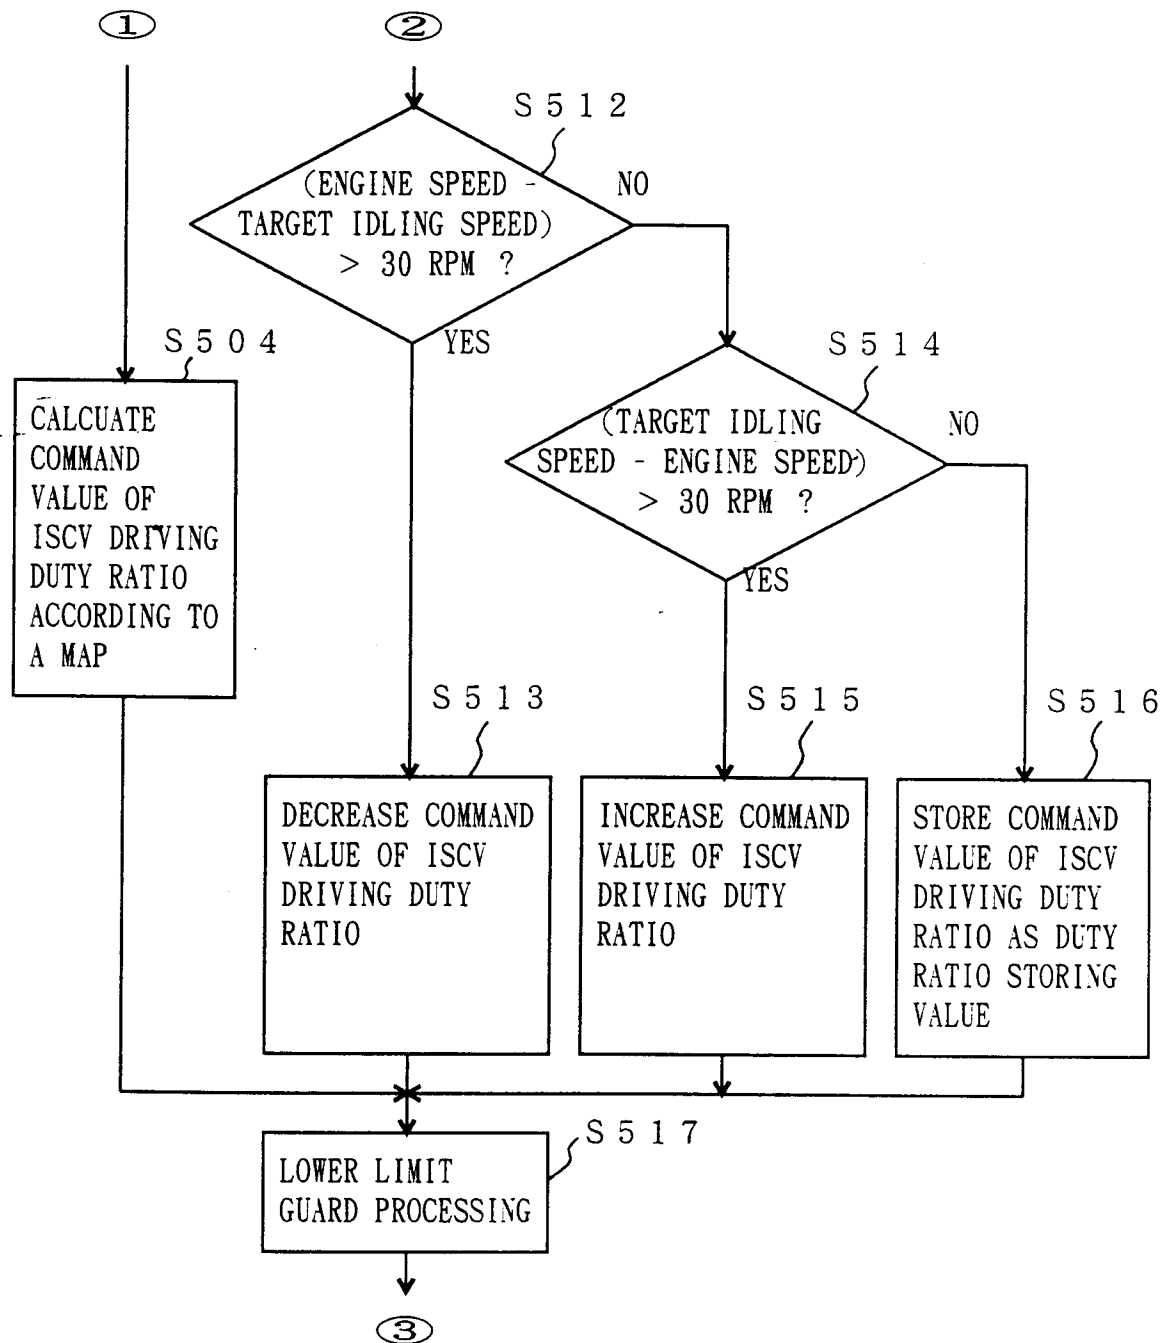 ①
②
S512
(ENGINE SPEED -
TARGET IDLING SPEED)
> 30 RPM ?
NO
YES
S504
CALCUATE
COMMAND
VALUE OF
ISCV DRIVING
DUTY RATIO
ACCORDING TO
A MAP
S514
(TARGET IDLING
SPEED - ENGINE SPEED)
> 30 RPM ?
NO
YES
S513
DECREASE COMMAND
VALUE OF ISCV
DRIVING DUTY
RATIO
S515
INCREASE COMMAND
VALUE OF ISCV
DRIVING DUTY
RATIO
S516
STORE COMMAND
VALUE OF ISCV
DRIVING DUTY
RATIO AS DUTY
RATIO STORING
VALUE
S517
LOWER LIMIT
GUARD PROCESSING
③